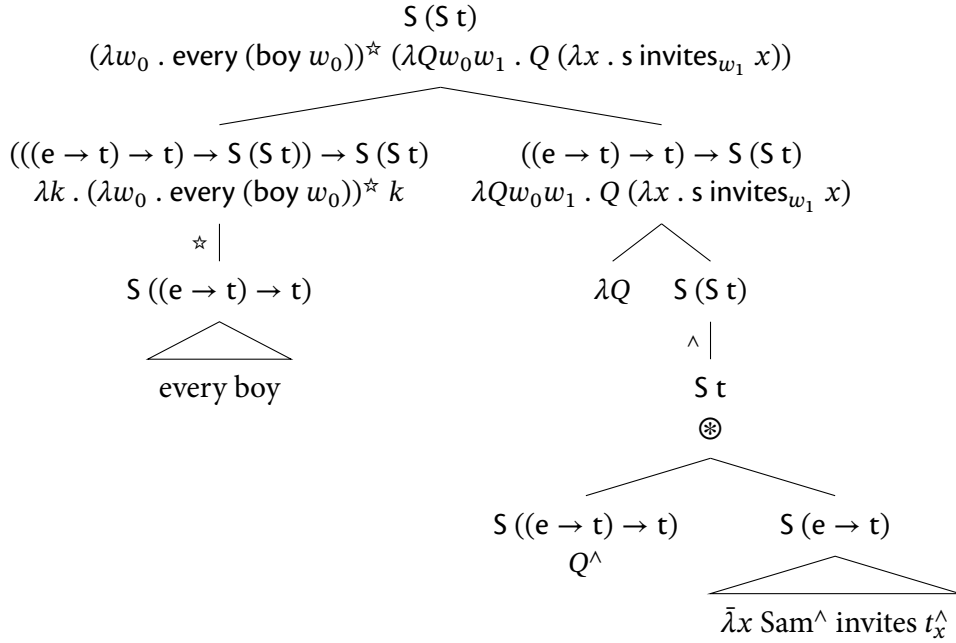 S (S t)
(λw₀ . every (boy w₀))☆ (λQw₀w₁ . Q (λx . s invites_w₁ x))
(((e → t) → t) → S (S t)) → S (S t) ((e → t) → t) → S (S t)
λk . (λw₀ . every (boy w₀))☆ k λQw₀w₁ . Q (λx . s invites_w₁ x)
☆
S ((e → t) → t) λQ S (S t)
^
every boy S t
⊛
S ((e → t) → t) S (e → t)
Q^
λ̄x Sam^ invites t_x^